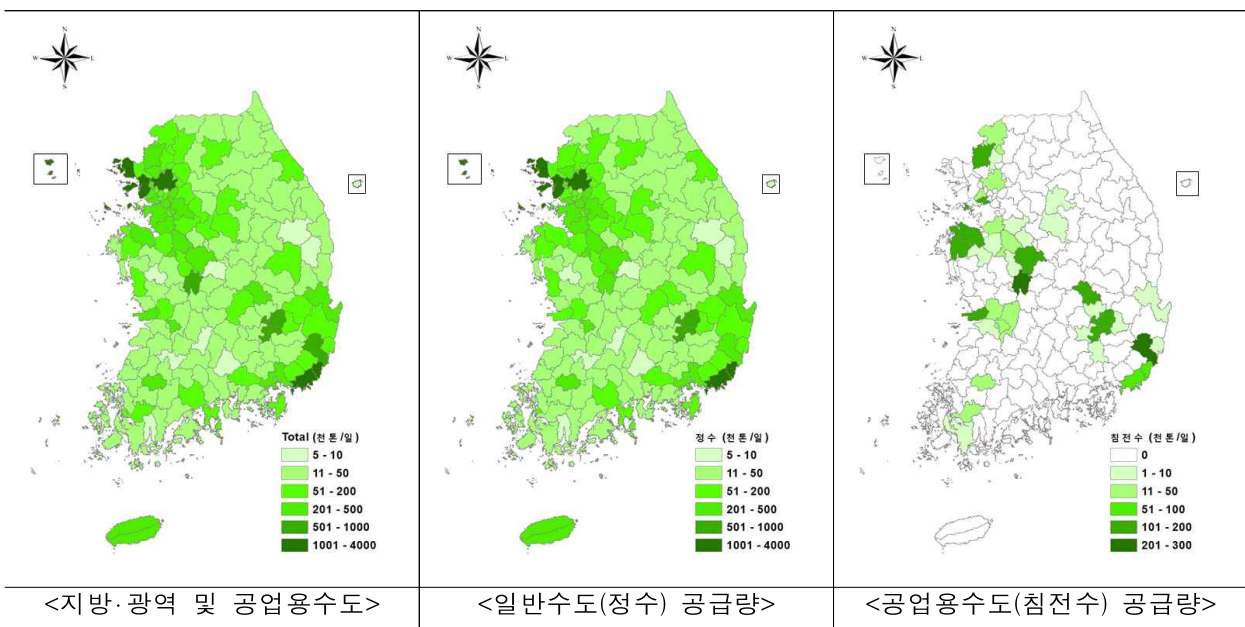 N
W
L
S
N
W
L
S
N
W
L
S
Total (천 톤/일)
5 - 10
11 - 50
51 - 200
201 - 500
501 - 1000
1001 - 4000
정수 (천 톤/일)
5 - 10
11 - 50
51 - 200
201 - 500
501 - 1000
1001 - 4000
침전수 (천 톤/일)
0
1 - 10
11 - 50
51 - 100
101 - 200
201 - 300
<지방·광역 및 공업용수도>
<일반수도(정수) 공급량>
<공업용수도(침전수) 공급량>